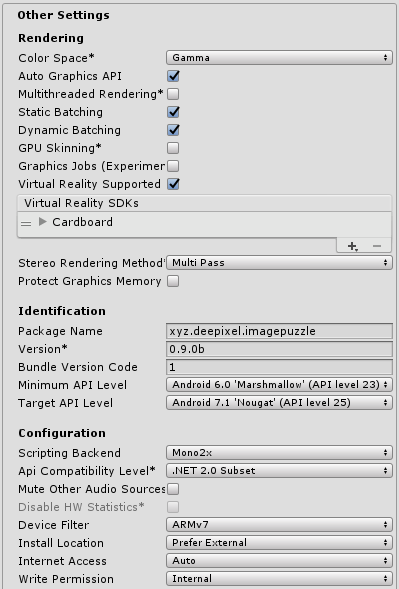 Other Settings
Rendering
Color Space* Gamma
Auto Graphics API
Multithreaded Rendering*
Static Batching
Dynamic Batching
GPU Skinning*
Graphics Jobs (Experimen
Virtual Reality Supported
Virtual Reality SDKs
= ▶ Cardboard
+ −
Stereo Rendering Method* Multi Pass
Protect Graphics Memory
Identification
Package Name xyz.deepixel.imagepuzzle
Version* 0.9.0b
Bundle Version Code 1
Minimum API Level Android 6.0 'Marshmallow' (API level 23)
Target API Level Android 7.1 'Nougat' (API level 25)
Configuration
Scripting Backend Mono2x
Api Compatibility Level* .NET 2.0 Subset
Mute Other Audio Sources
Disable HW Statistics*
Device Filter ARMv7
Install Location Prefer External
Internet Access Auto
Write Permission Internal